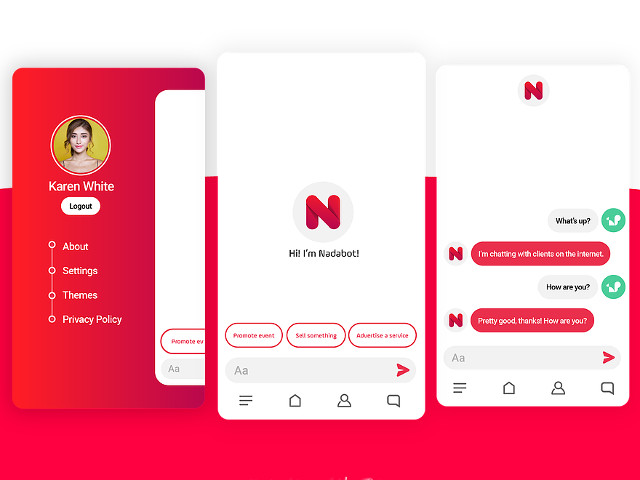 Karen White
Logout
About
Settings
Themes
Privacy Policy
Promote ev
Aa
N
Hi! I'm Nadabot!
Promote event
Sell something
Advertise a service
Aa
N
What's up?
N
I'm chatting with clients on the internet.
How are you?
N
Pretty good, thanks! How are you?
Aa